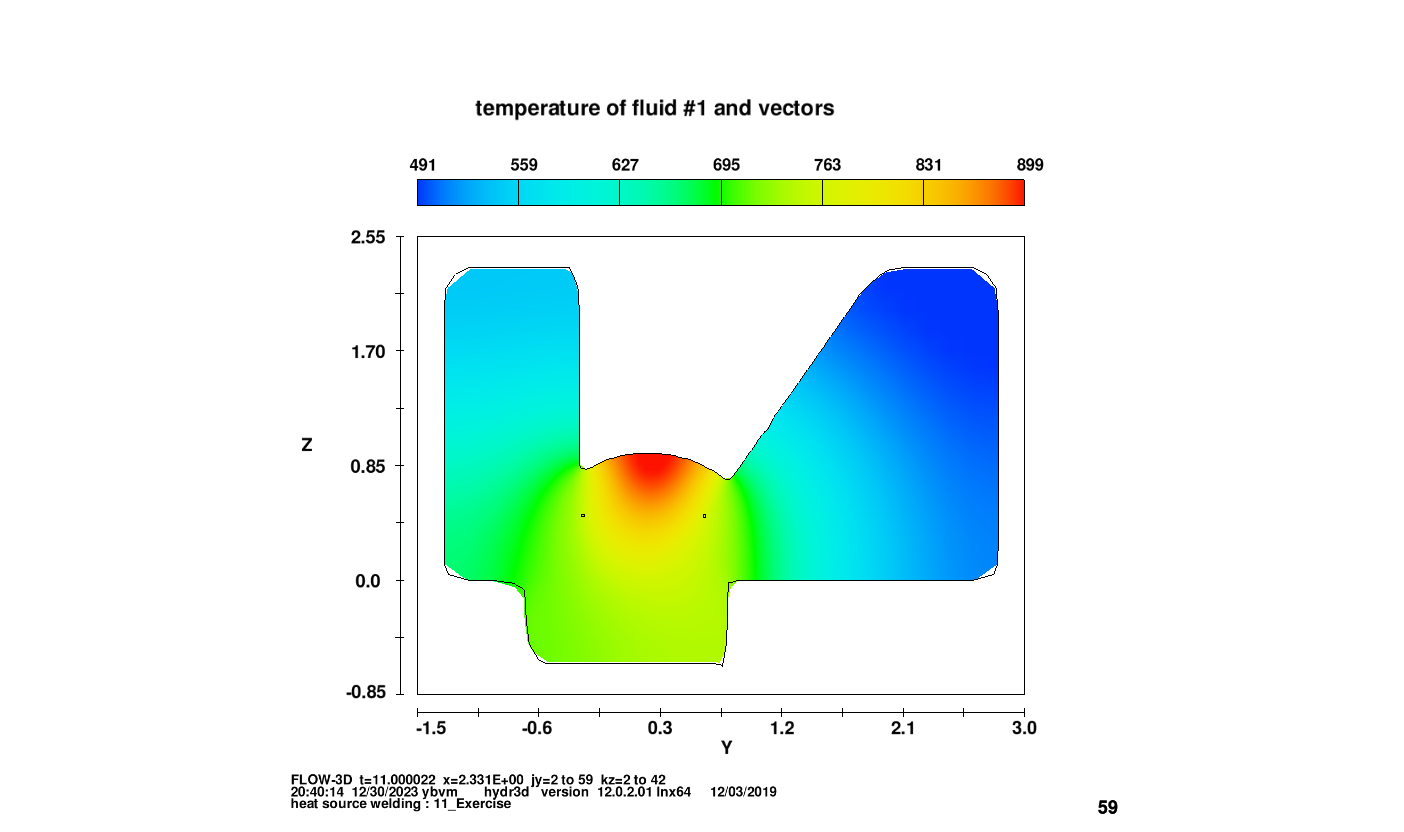 temperature of fluid #1 and vectors
491 559 627 695 763 831 899
2.55
1.70
Z
0.85
0.0
-0.85
-1.5 -0.6 0.3 1.2 2.1 3.0
Y
FLOW-3D t=11.000022 x=2.331E+00 jy=2 to 59 kz=2 to 42
20:40:14 12/30/2023 ybvm hydr3d version 12.0.2.01 lnx64 12/03/2019
heat source welding : 11_Exercise
59